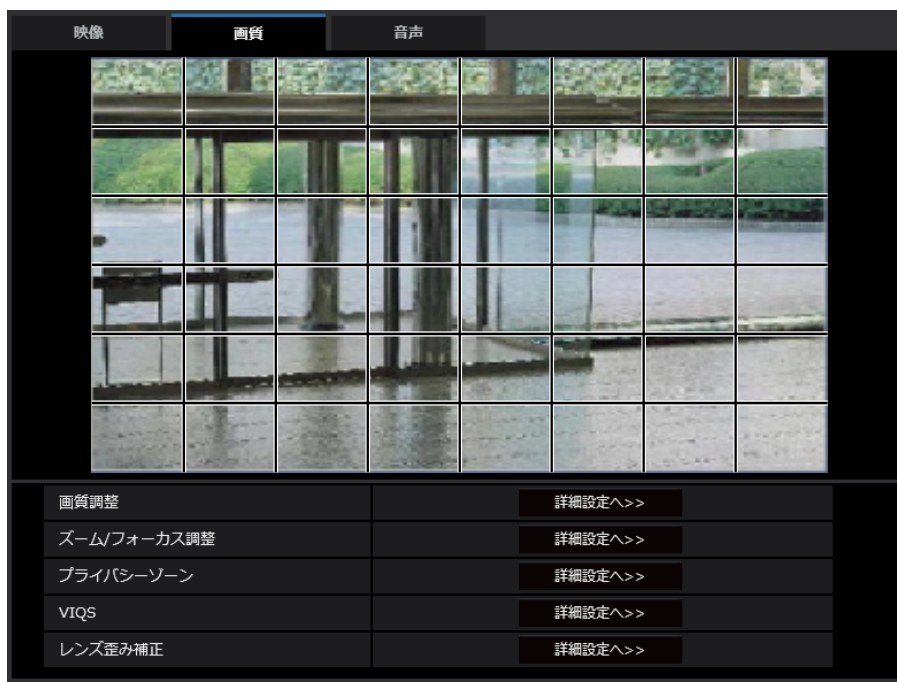 映像 画質 音声
画質調整 詳細設定へ>>
ズーム/フォーカス調整 詳細設定へ>>
プライバシーゾーン 詳細設定へ>>
VIQS 詳細設定へ>>
レンズ歪み補正 詳細設定へ>>